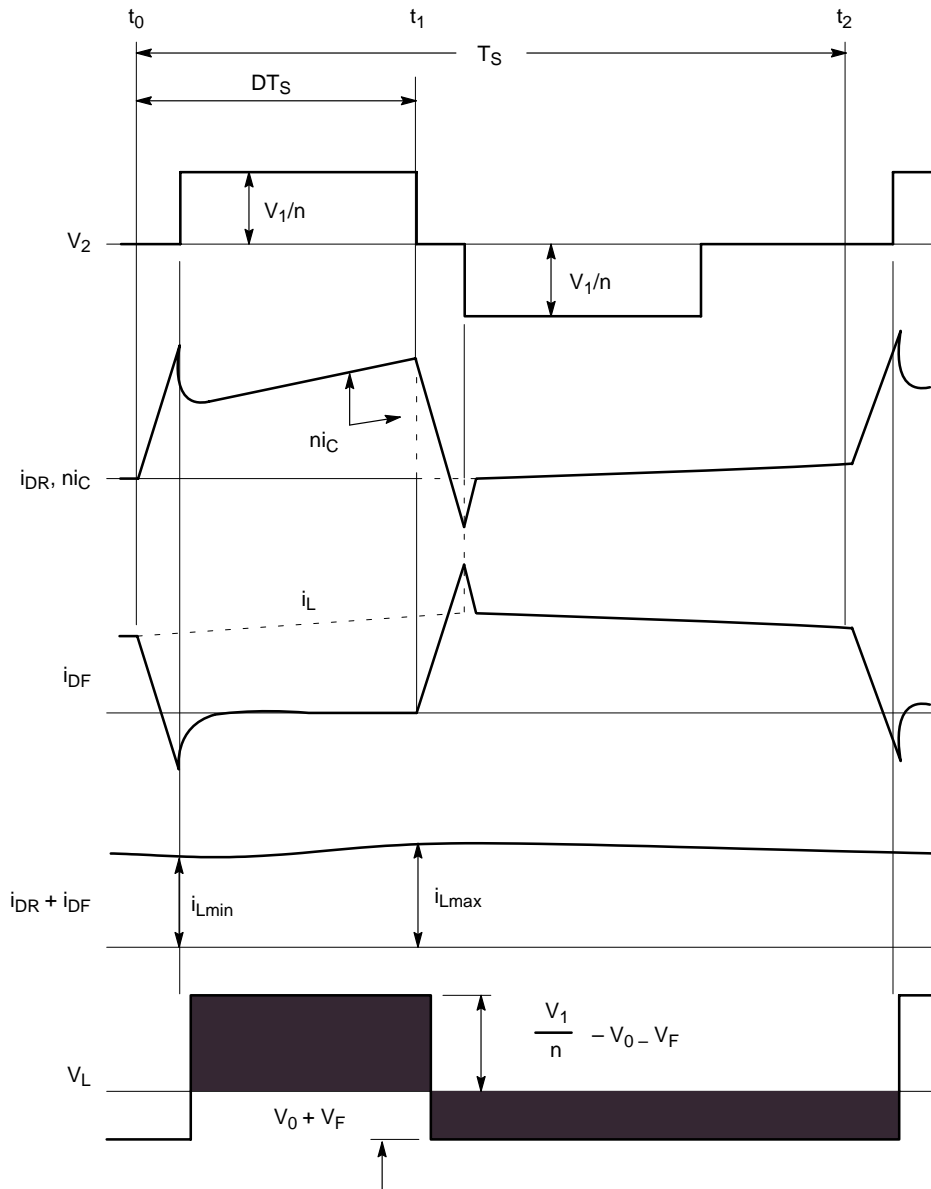 t0 t1 t2
TS
DTS
V1/n
V2
V1/n
niC
iDR, niC
iL
iDF
iDR + iDF
iLmin
iLmax
V1
n
– V0 – VF
VL
V0 + VF